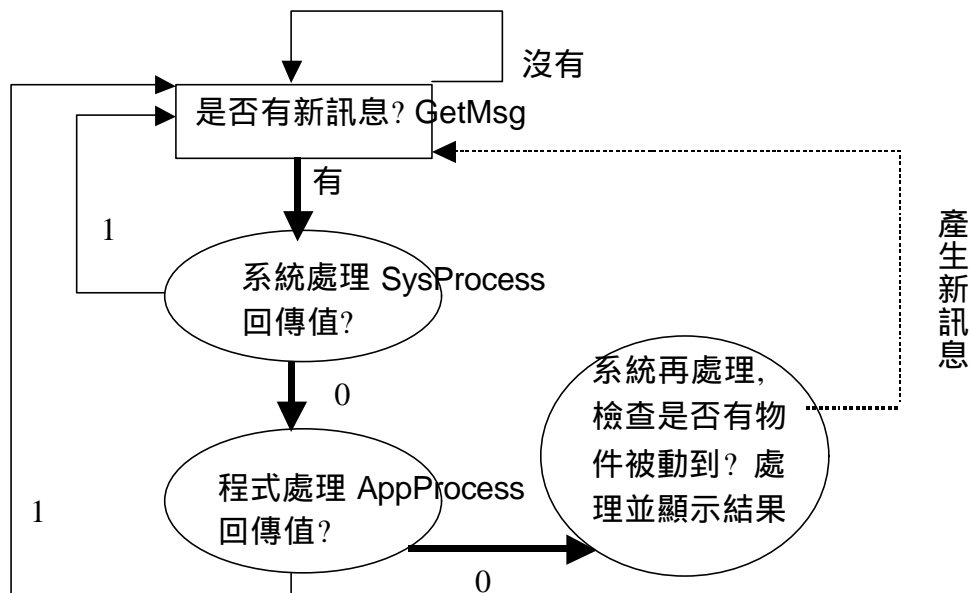 沒有
是否有新訊息? GetMsg
有
1
系統處理 SysProcess
回傳值?
0
產生新訊息
系統再處理,
檢查是否有物
件被動到? 處
理並顯示結果
程式處理 AppProcess
回傳值?
1
0